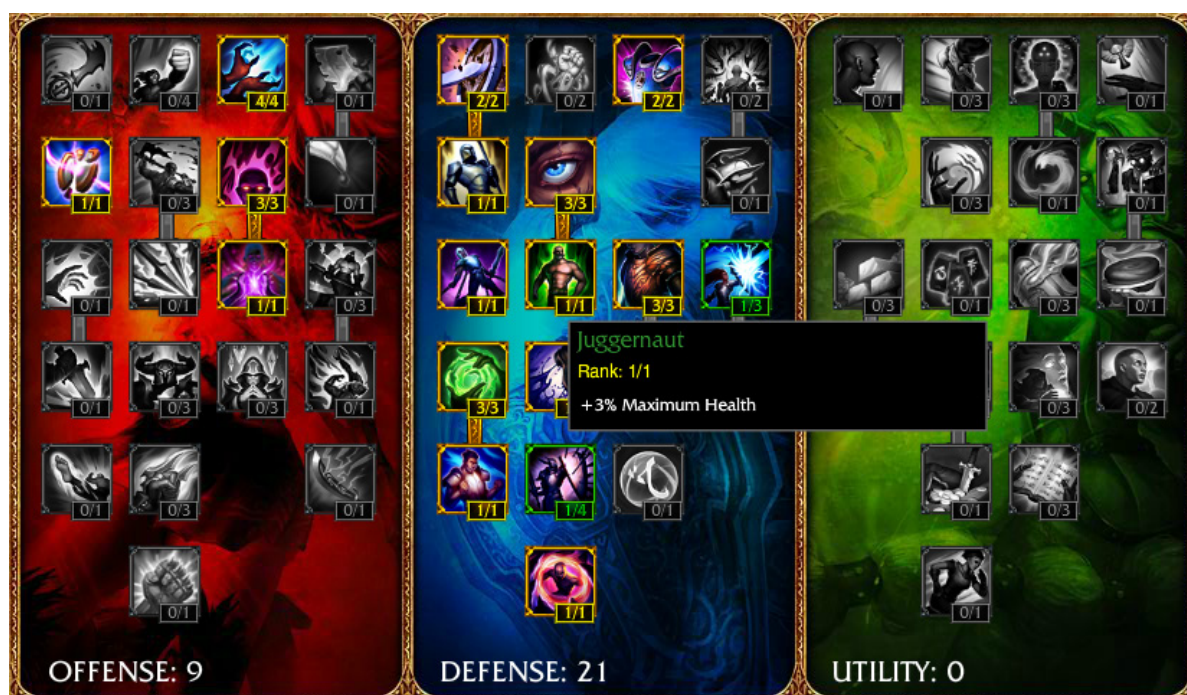 0/1 0/4 4/4 0/1 2/2 0/2 2/2 0/2 0/1 0/3 0/3 0/1
1/1 0/3 3/3 0/1 1/1 3/3 0/1 0/3 0/1 0/1
0/1 0/1 1/1 0/3 1/1 1/1 3/3 1/3 0/3 0/1 0/3 0/1
Juggernaut
Rank: 1/1
+3% Maximum Health
0/1 0/3 0/3 0/1 3/3 0/3 0/2
0/1 0/3 0/1 1/1 1/4 0/1 0/1 0/3
0/1 1/1 0/1
OFFENSE: 9 DEFENSE: 21 UTILITY: 0